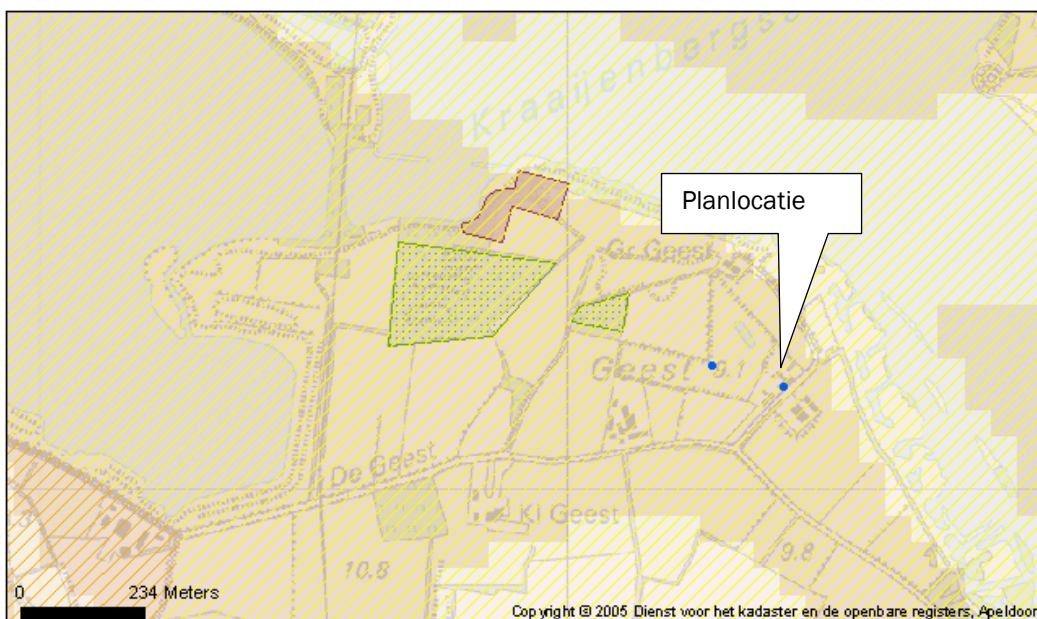 Kraaijenbergs
Planlocatie
Gr Geest
Geest 9.1
De Geest
Kl Geest
9.8
10.8
0 234 Meters
Copyright © 2005 Dienst voor het kadaster en de openbare registers, Apeldoor